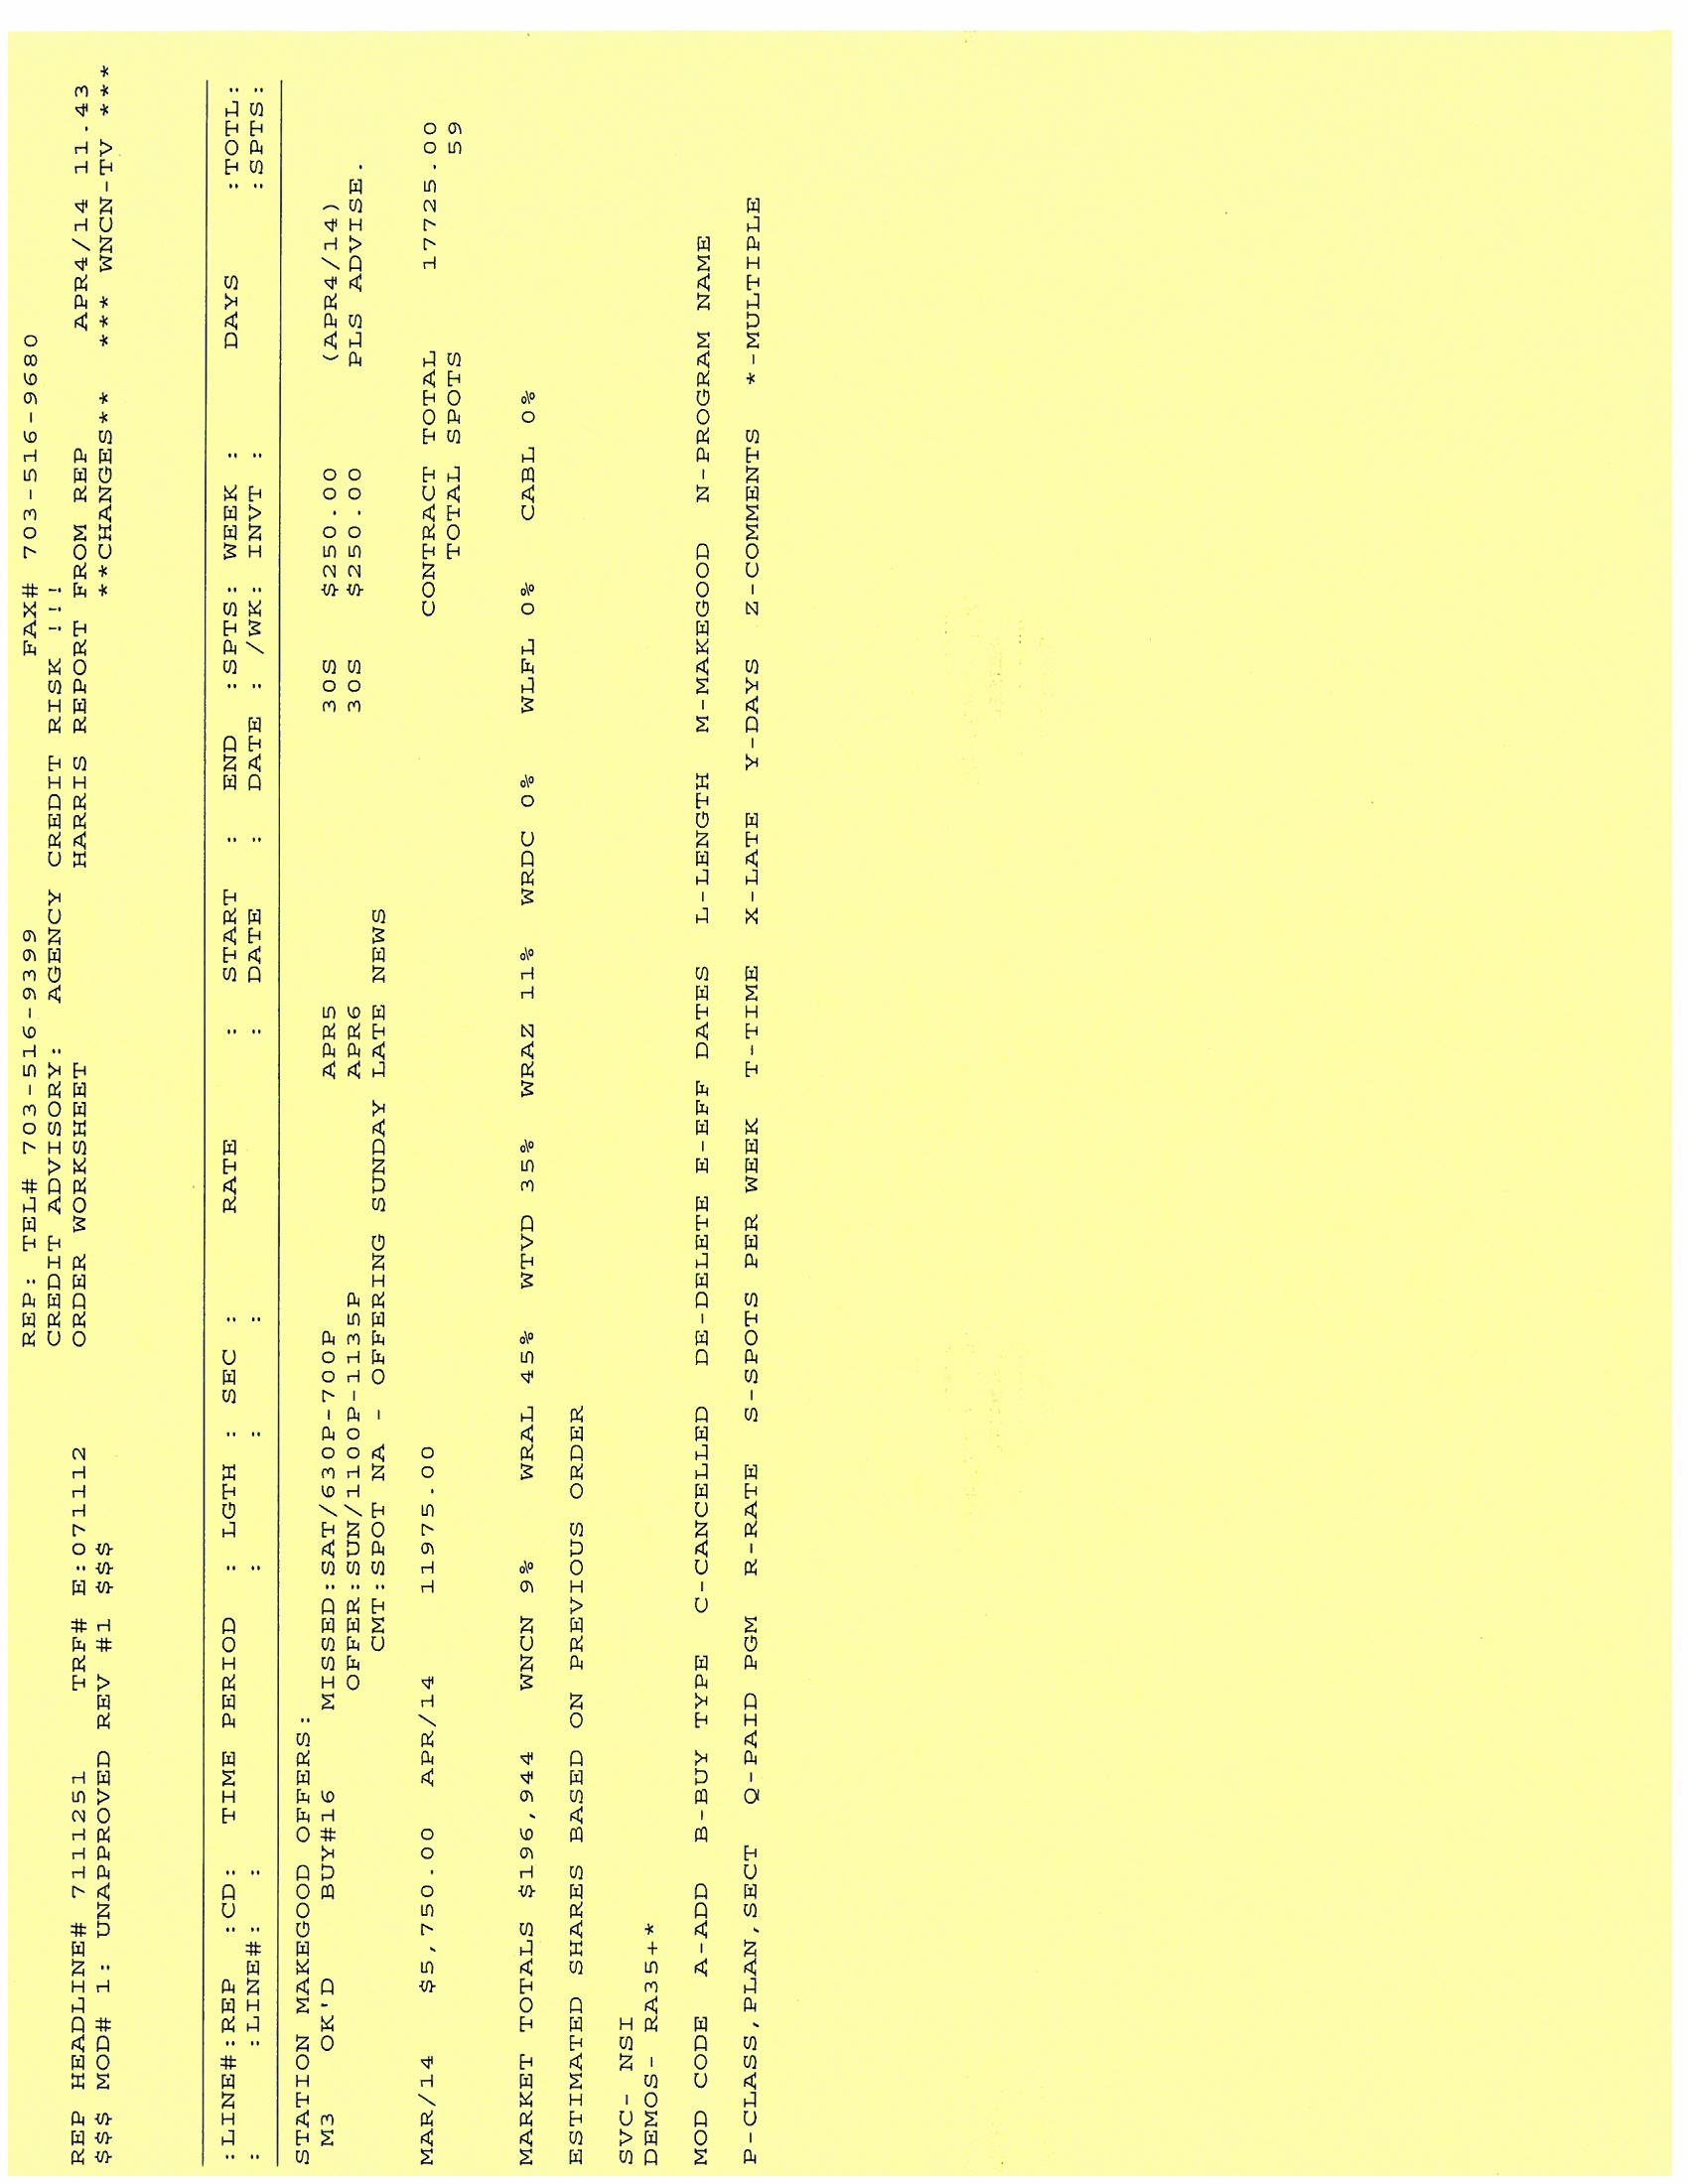 REP: TEL# 703-516-9399 FAX# 703-516-9680
CREDIT ADVISORY: AGENCY CREDIT RISK !!!
REP HEADLINE# 7111251 TRF# E:071112 ORDER WORKSHEET HARRIS REPORT FROM REP APR4/14 11.43
$$$ MOD# 1: UNAPPROVED REV #1 $$$ **CHANGES** *** WNCN-TV ***
:LINE#:REP :CD: TIME PERIOD : LGTH : SEC : RATE : START : END :SPTS: WEEK : DAYS :TOTL:
: :LINE#: : : : : DATE : DATE : /WK: INVT : :SPTS:
STATION MAKEGOOD OFFERS:
M3 OK'D BUY#16 MISSED:SAT/630P-700P APR5 30S $250.00 (APR4/14)
OFFER:SUN/1100P-1135P APR6 30S $250.00 PLS ADVISE.
CMT:SPOT NA - OFFERING SUNDAY LATE NEWS
MAR/14 $5,750.00 APR/14 11975.00 CONTRACT TOTAL 17725.00
TOTAL SPOTS 59
MARKET TOTALS $196,944 WNCN 9% WRAL 45% WTVD 35% WRAZ 11% WRDC 0% WLFL 0% CABL 0%
ESTIMATED SHARES BASED ON PREVIOUS ORDER
SVC- NSI
DEMOS- RA35+*
MOD CODE A-ADD B-BUY TYPE C-CANCELLED DE-DELETE E-EFF DATES L-LENGTH M-MAKEGOOD N-PROGRAM NAME
P-CLASS,PLAN,SECT Q-PAID PGM R-RATE S-SPOTS PER WEEK T-TIME X-LATE Y-DAYS Z-COMMENTS *-MULTIPLE